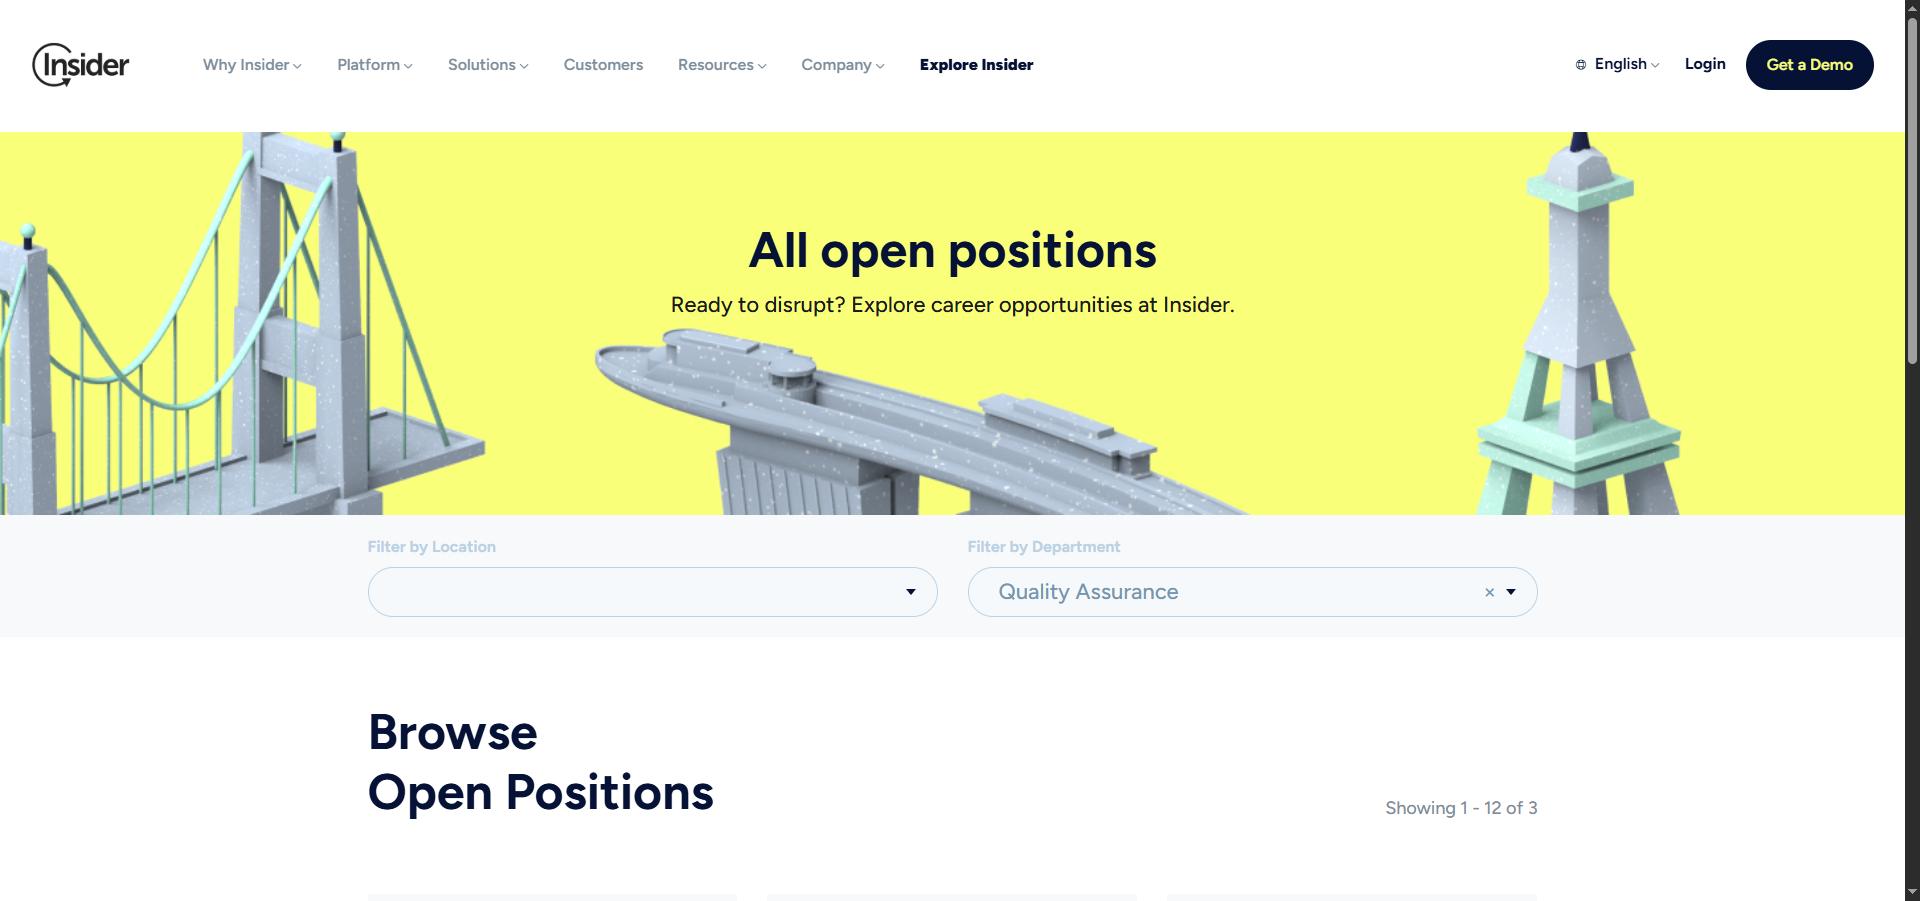 Insider
Why Insider
Platform
Solutions
Customers
Resources
Company
Explore Insider
English
Login
Get a Demo
All open positions
Ready to disrupt? Explore career opportunities at Insider.
Filter by Location
Filter by Department
Quality Assurance
×
Browse
Open Positions
Showing 1 - 12 of 3